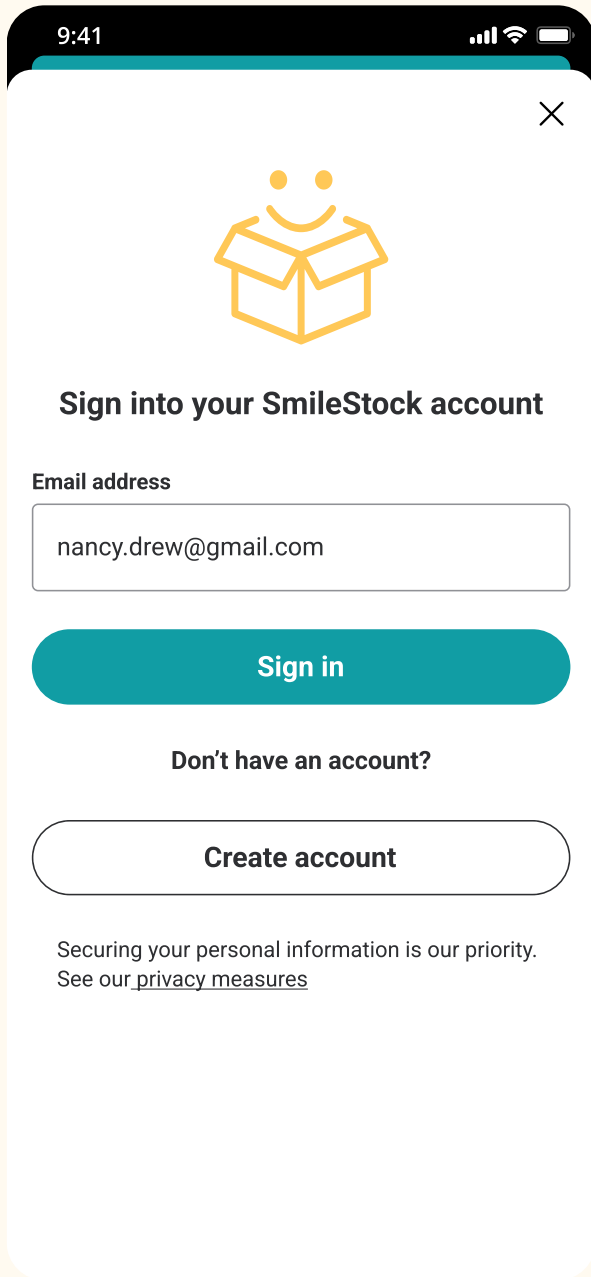 9:41
Sign into your SmileStock account
Email address
nancy.drew@gmail.com
Sign in
Don’t have an account?
Create account
Securing your personal information is our priority.
See our privacy measures